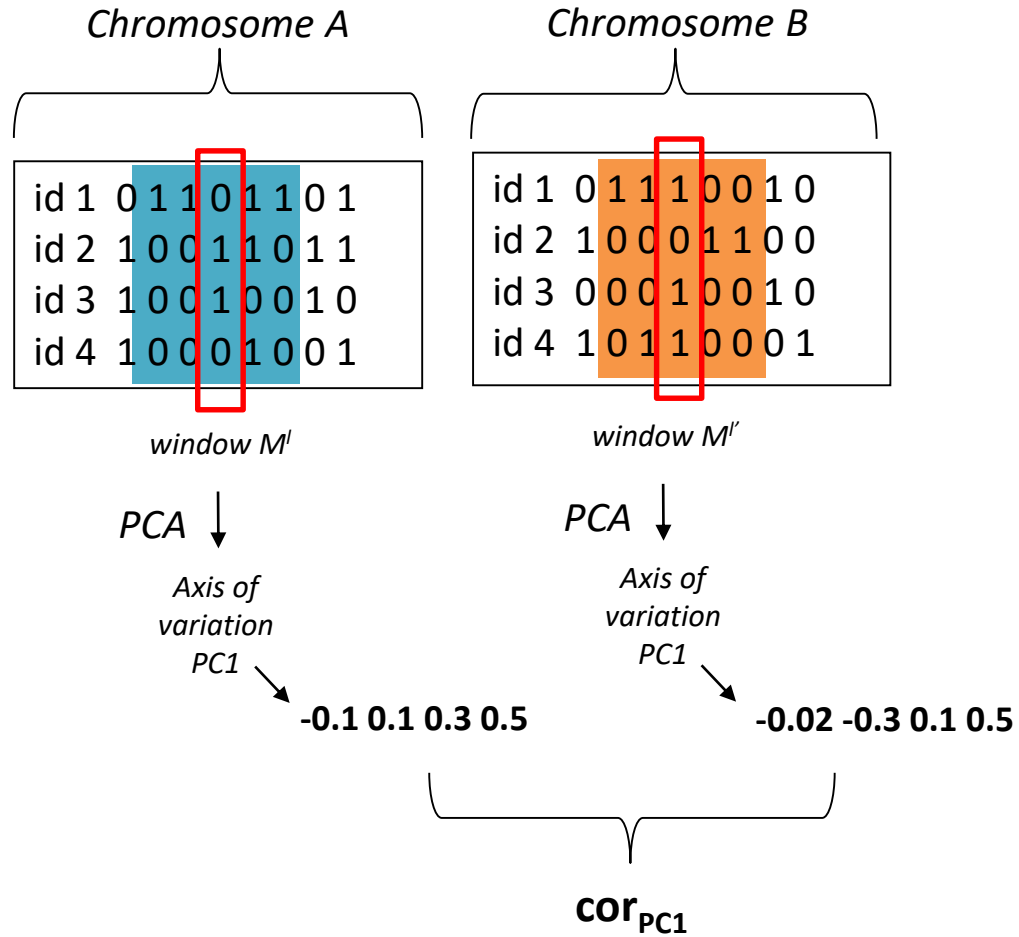 Chromosome A
id 1 0 1 1 0 1 1 0 1
id 2 1 0 0 1 1 0 1 1
id 3 1 0 0 1 0 0 1 0
id 4 1 0 0 0 1 0 0 1
window M^l
PCA
Axis of
variation
PC1
-0.1 0.1 0.3 0.5
Chromosome B
id 1 0 1 1 1 0 0 1 0
id 2 1 0 0 0 1 1 0 0
id 3 0 0 0 1 0 0 1 0
id 4 1 0 1 1 0 0 0 1
window M^l'
PCA
Axis of
variation
PC1
-0.02 -0.3 0.1 0.5
cor_PC1